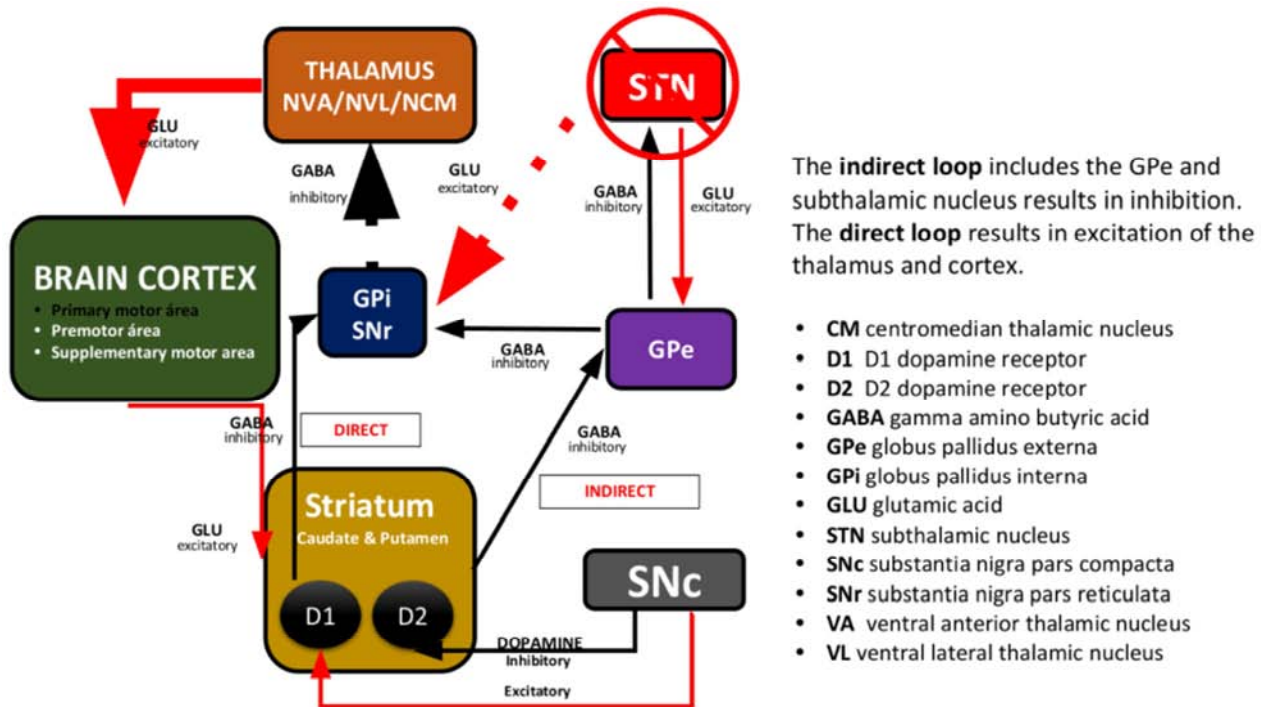 THALAMUS
NVA/NVL/NCM
STN
GLU
excitatory
GABA
inhibitory
GLU
excitatory
GABA
inhibitory
GLU
excitatory
BRAIN CORTEX
• Primary motor área
• Premotor área
• Supplementary motor area
GPi
SNr
GPe
GABA
inhibitory
GABA
inhibitory
DIRECT
GABA
inhibitory
INDIRECT
GLU
excitatory
Striatum
Caudate & Putamen
D1
D2
SNc
DOPAMINE
Inhibitory
Excitatory
The indirect loop includes the GPe and
subthalamic nucleus results in inhibition.
The direct loop results in excitation of the
thalamus and cortex.
• CM centromedian thalamic nucleus
• D1 D1 dopamine receptor
• D2 D2 dopamine receptor
• GABA gamma amino butyric acid
• GPe globus pallidus externa
• GPi globus pallidus interna
• GLU glutamic acid
• STN subthalamic nucleus
• SNc substantia nigra pars compacta
• SNr substantia nigra pars reticulata
• VA ventral anterior thalamic nucleus
• VL ventral lateral thalamic nucleus